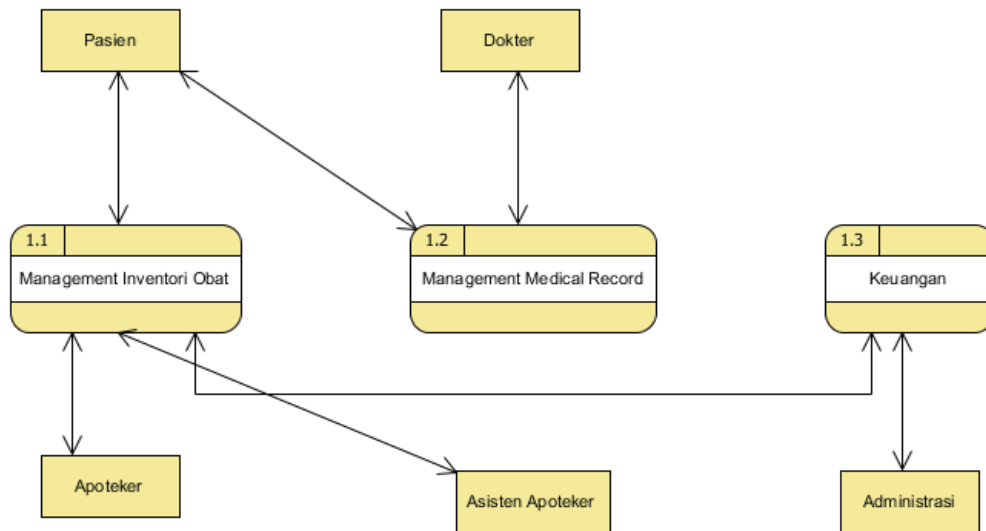 Pasien
Dokter
1.1
Management Inventori Obat
1.2
Management Medical Record
1.3
Keuangan
Apoteker
Asisten Apoteker
Administrasi